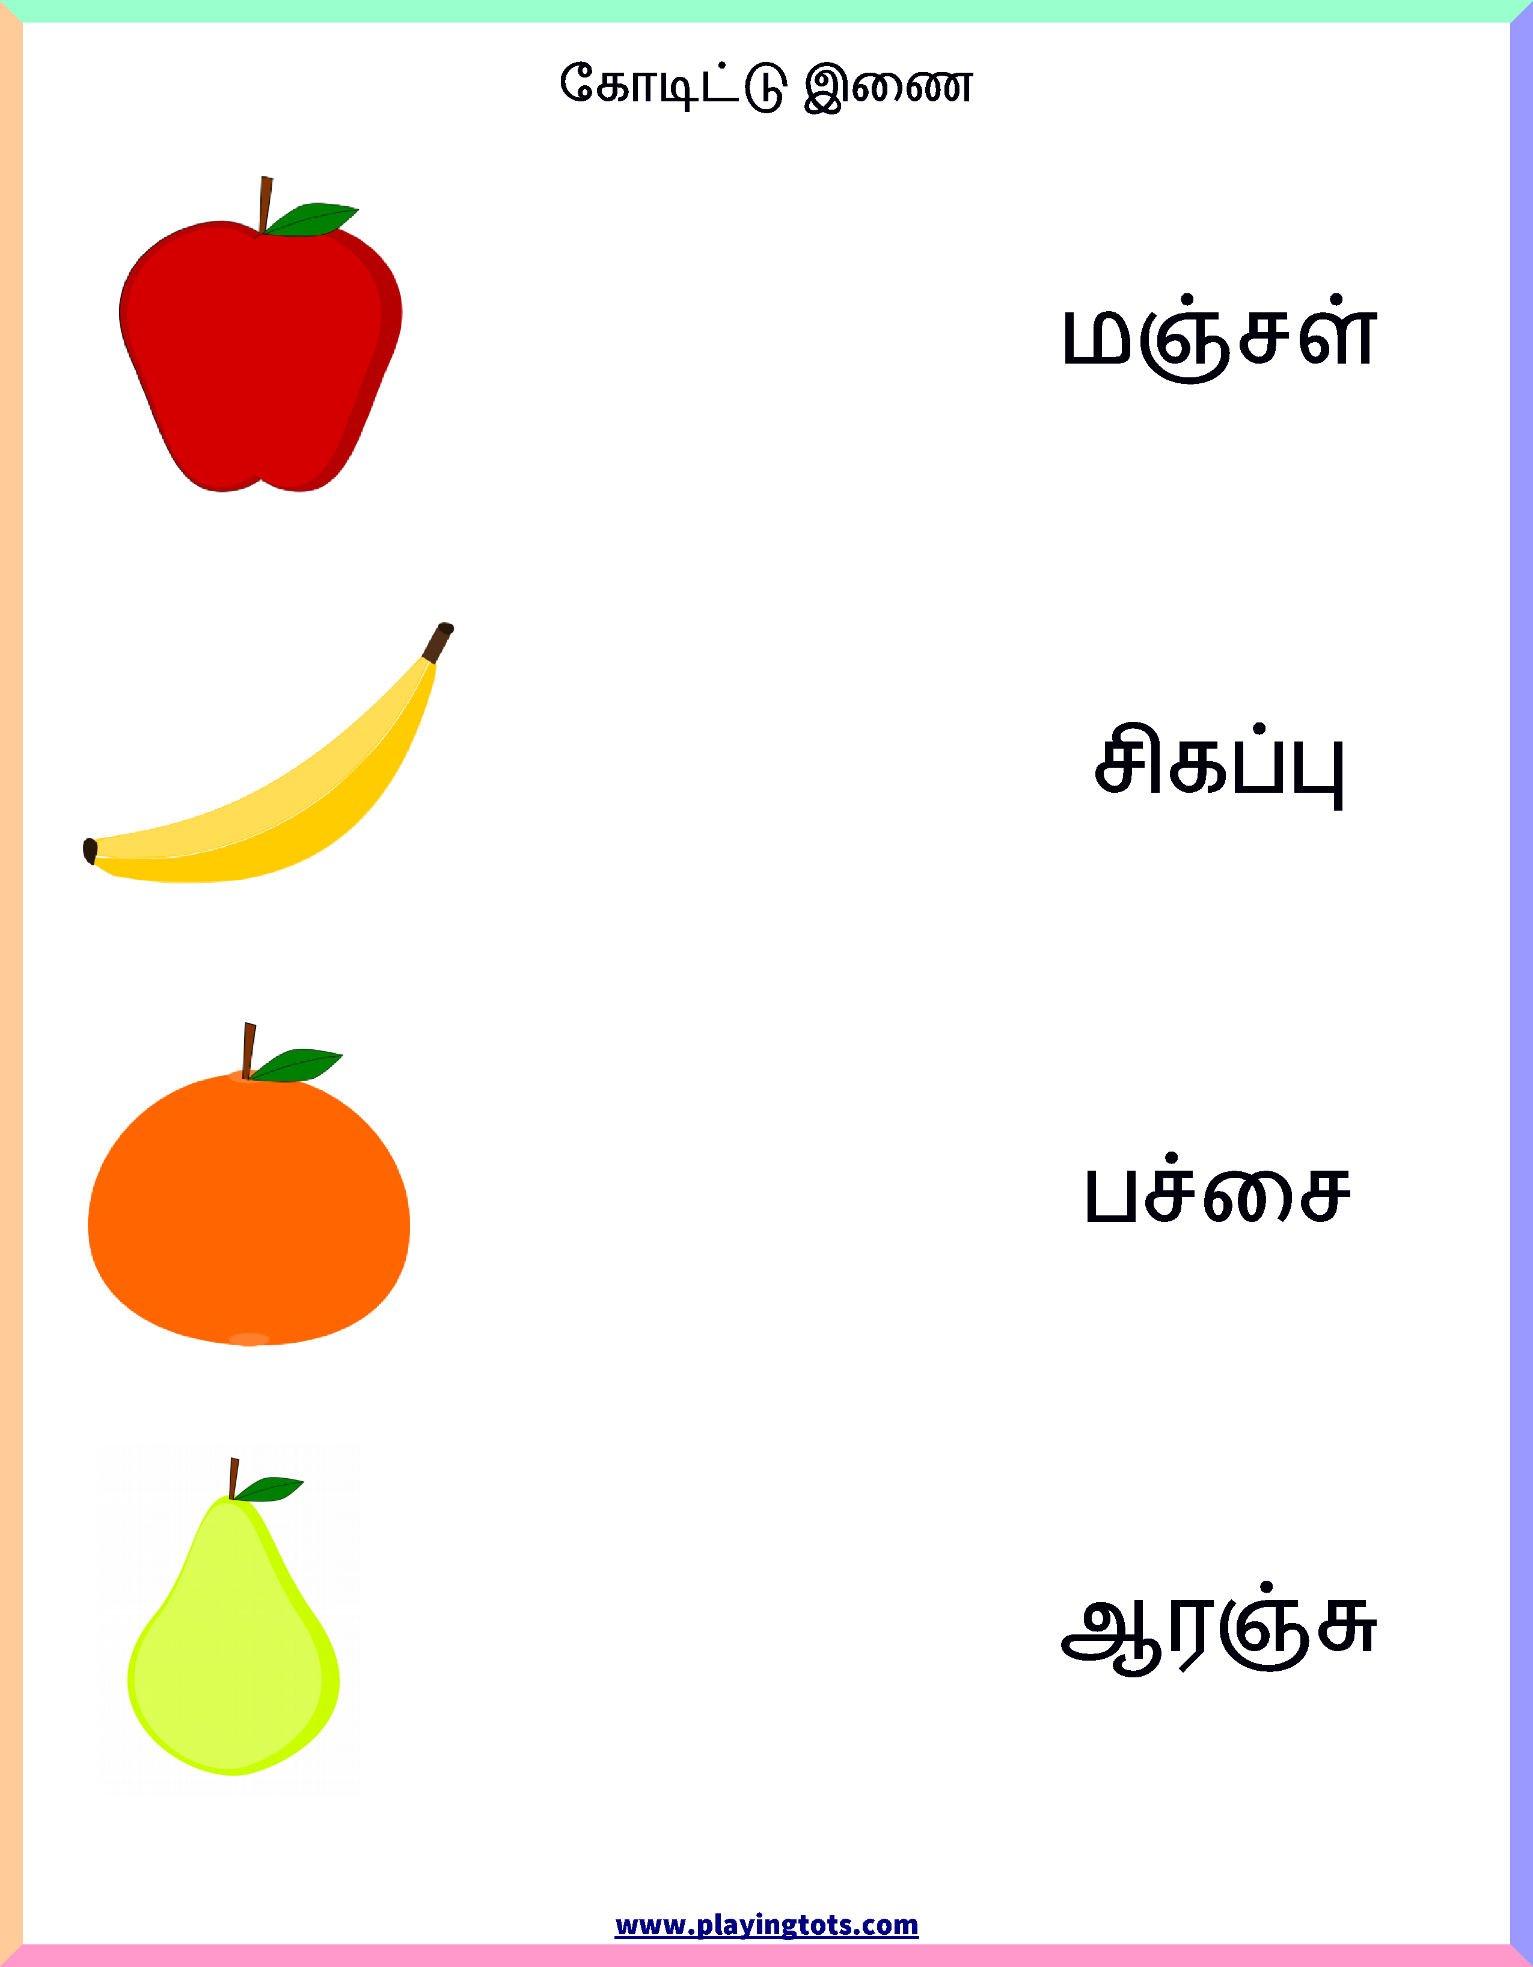 கோடிட்டு இணை
மஞ்சள்
சிகப்பு
பச்சை
ஆரஞ்சு
www.playingtots.com